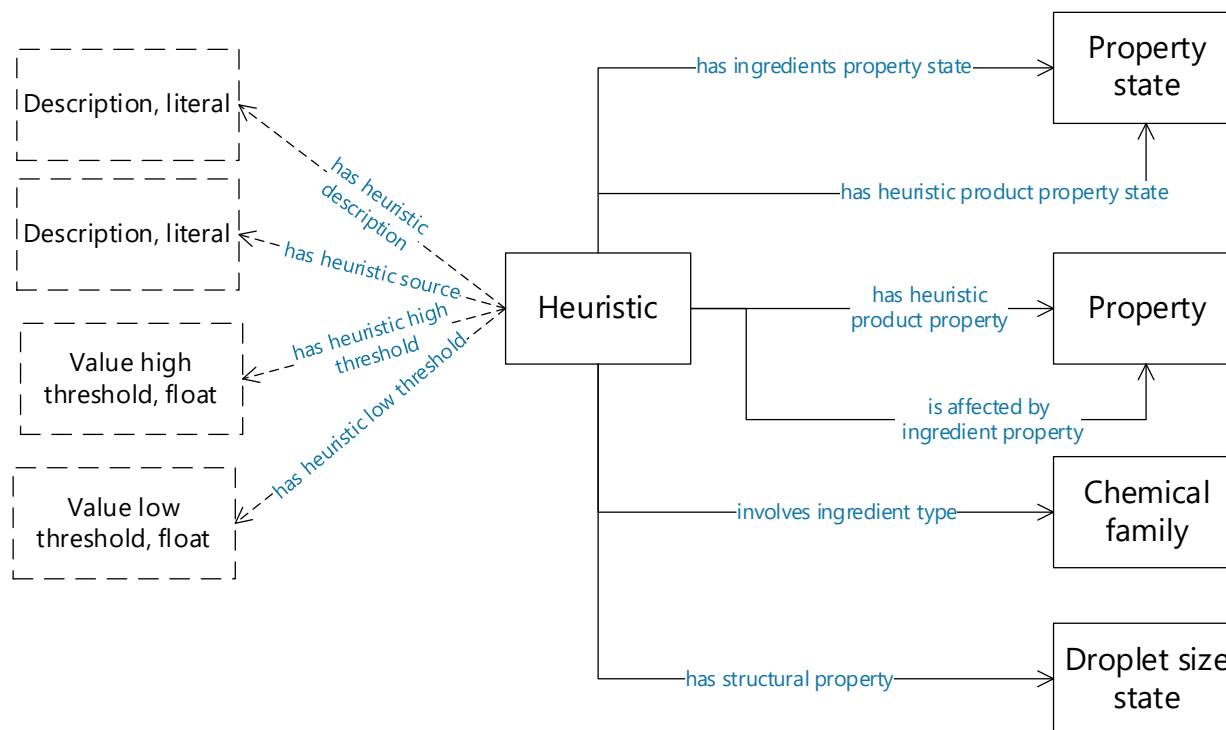 Description, literal
Description, literal
Value high
threshold, float
Value low
threshold, float
has heuristic
description
has heuristic source
has heuristic high
threshold
has heuristic low threshold
Heuristic
has ingredients property state
has heuristic product property state
has heuristic
product property
is affected by
ingredient property
involves ingredient type
has structural property
Property
state
Property
Chemical
family
Droplet size
state